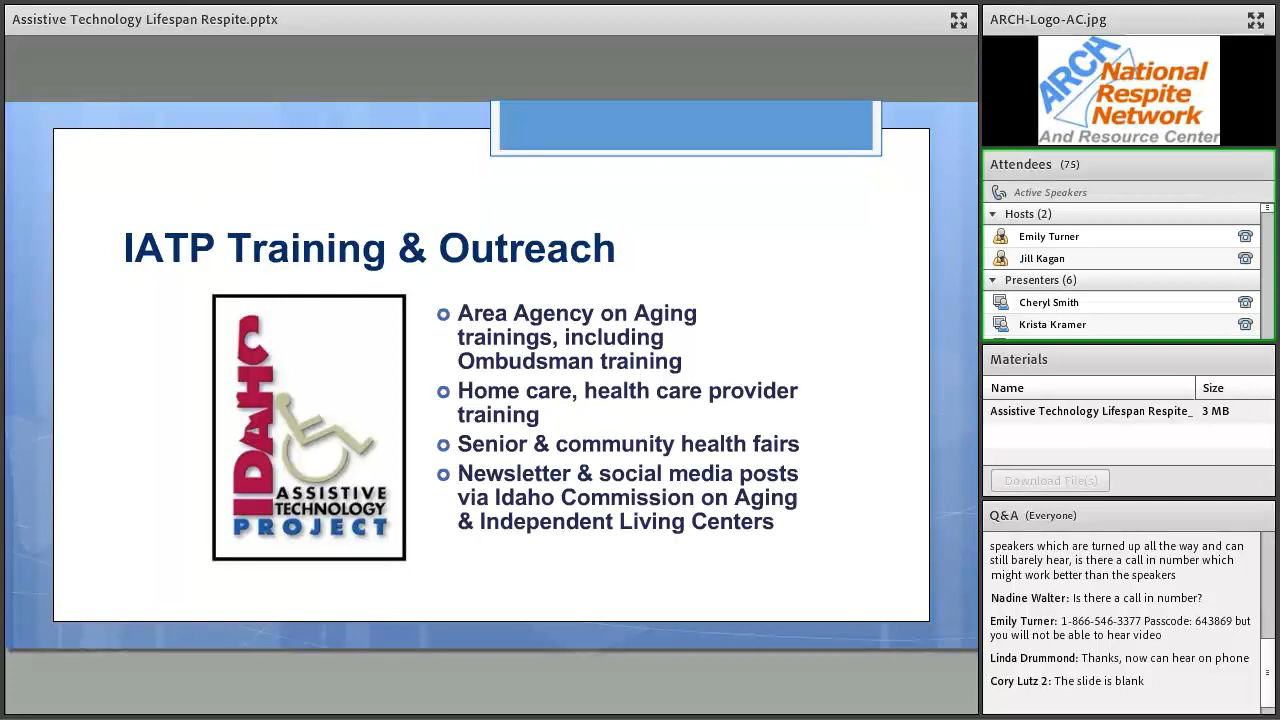 Assistive Technology Lifespan Respite.pptx
IATP Training & Outreach
IDAHO
ASSISTIVE
TECHNOLOGY
PROJECT
Area Agency on Aging
trainings, including
Ombudsman training
Home care, health care provider
training
Senior & community health fairs
Newsletter & social media posts
via Idaho Commission on Aging
& Independent Living Centers
ARCH-Logo-AC.jpg
ARCH
National
Respite
Network
And Resource Center
Attendees (75)
Active Speakers
Hosts (2)
Emily Turner
Jill Kagan
Presenters (6)
Cheryl Smith
Krista Kramer
Materials
Name Size
Assistive Technology Lifespan Respite_ 3 MB
Download File(s)
Q&A (Everyone)
speakers which are turned up all the way and can
still barely hear, is there a call in number which
might work better than the speakers
Nadine Walter: Is there a call in number?
Emily Turner: 1-866-546-3377 Passcode: 643869 but
you will not be able to hear video
Linda Drummond: Thanks, now can hear on phone
Cory Lutz 2: The slide is blank